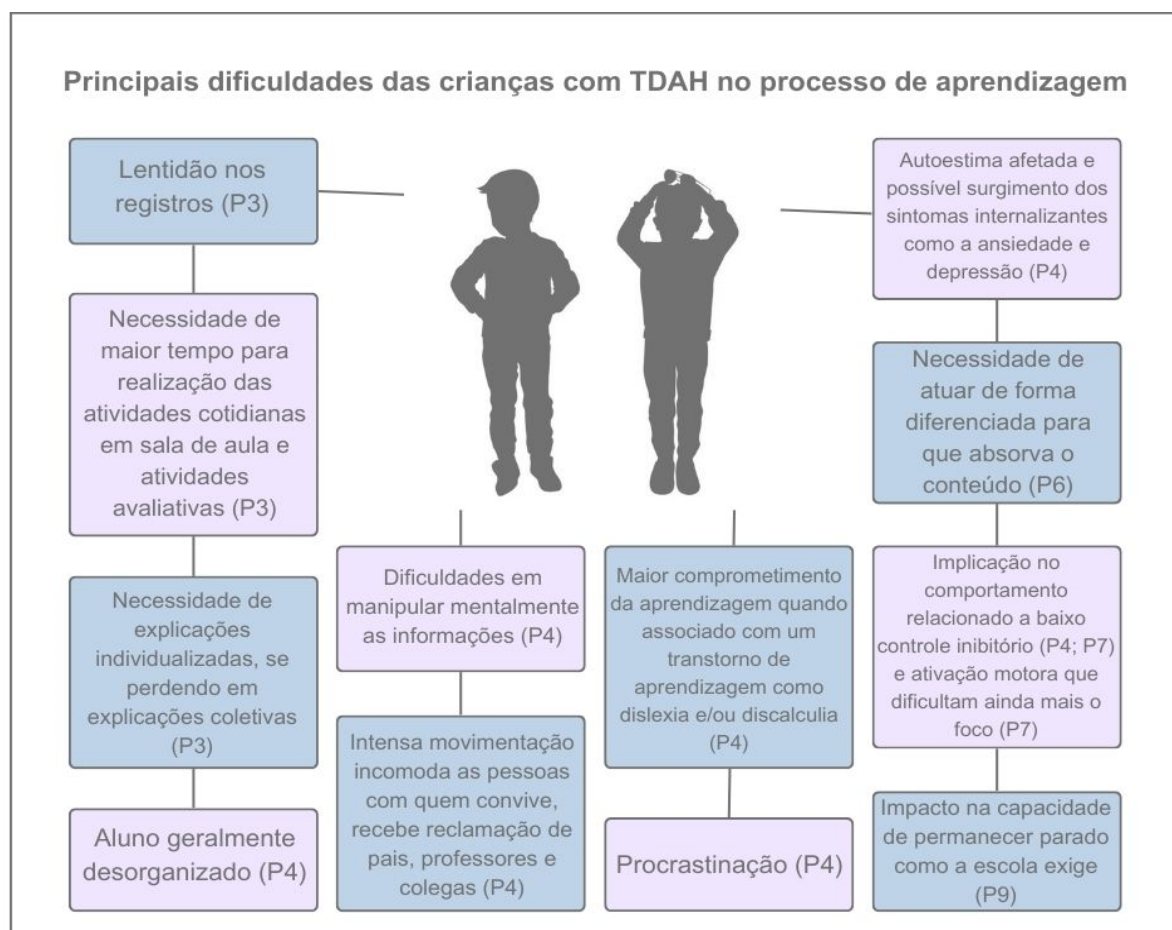 Principais dificuldades das crianças com TDAH no processo de aprendizagem
Lentidão nos
registros (P3)
Necessidade de
maior tempo para
realização das
atividades cotidianas
em sala de aula e
atividades
avaliativas (P3)
Necessidade de
explicações
individualizadas, se
perdendo em
explicações coletivas
(P3)
Aluno geralmente
desorganizado (P4)
Dificuldades em
manipular mentalmente
as informações (P4)
Intensa movimentação
incomoda as pessoas
com quem convive,
recebe reclamação de
pais, professores e
colegas (P4)
Maior comprometimento
da aprendizagem quando
associado com um
transtorno de
aprendizagem como
dislexia e/ou discalculia
(P4)
Procrastinação (P4)
Autoestima afetada e
possível surgimento dos
sintomas internalizantes
como a ansiedade e
depressão (P4)
Necessidade de
atuar de forma
diferenciada para
que absorva o
conteúdo (P6)
Implicação no
comportamento
relacionado a baixo
controle inibitório (P4; P7)
e ativação motora que
dificultam ainda mais o
foco (P7)
Impacto na capacidade
de permanecer parado
como a escola exige
(P9)